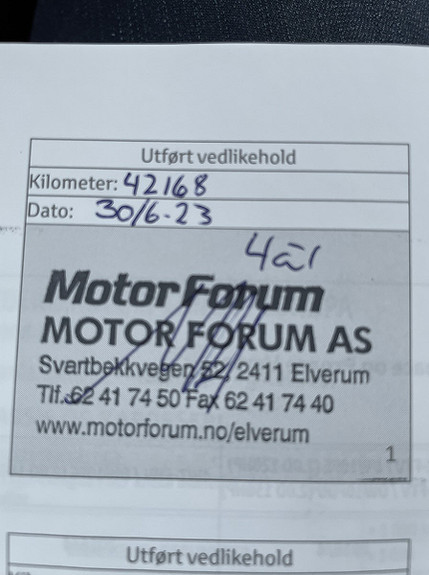 Utført vedlikehold
Kilometer: 42168
Dato: 30/6-23
4år
MotorForum
MOTOR FORUM AS
Svartbekkvegen 52, 2411 Elverum
Tlf. 62 41 74 50 Fax 62 41 74 40
www.motorforum.no/elverum
1
Utført vedlikehold